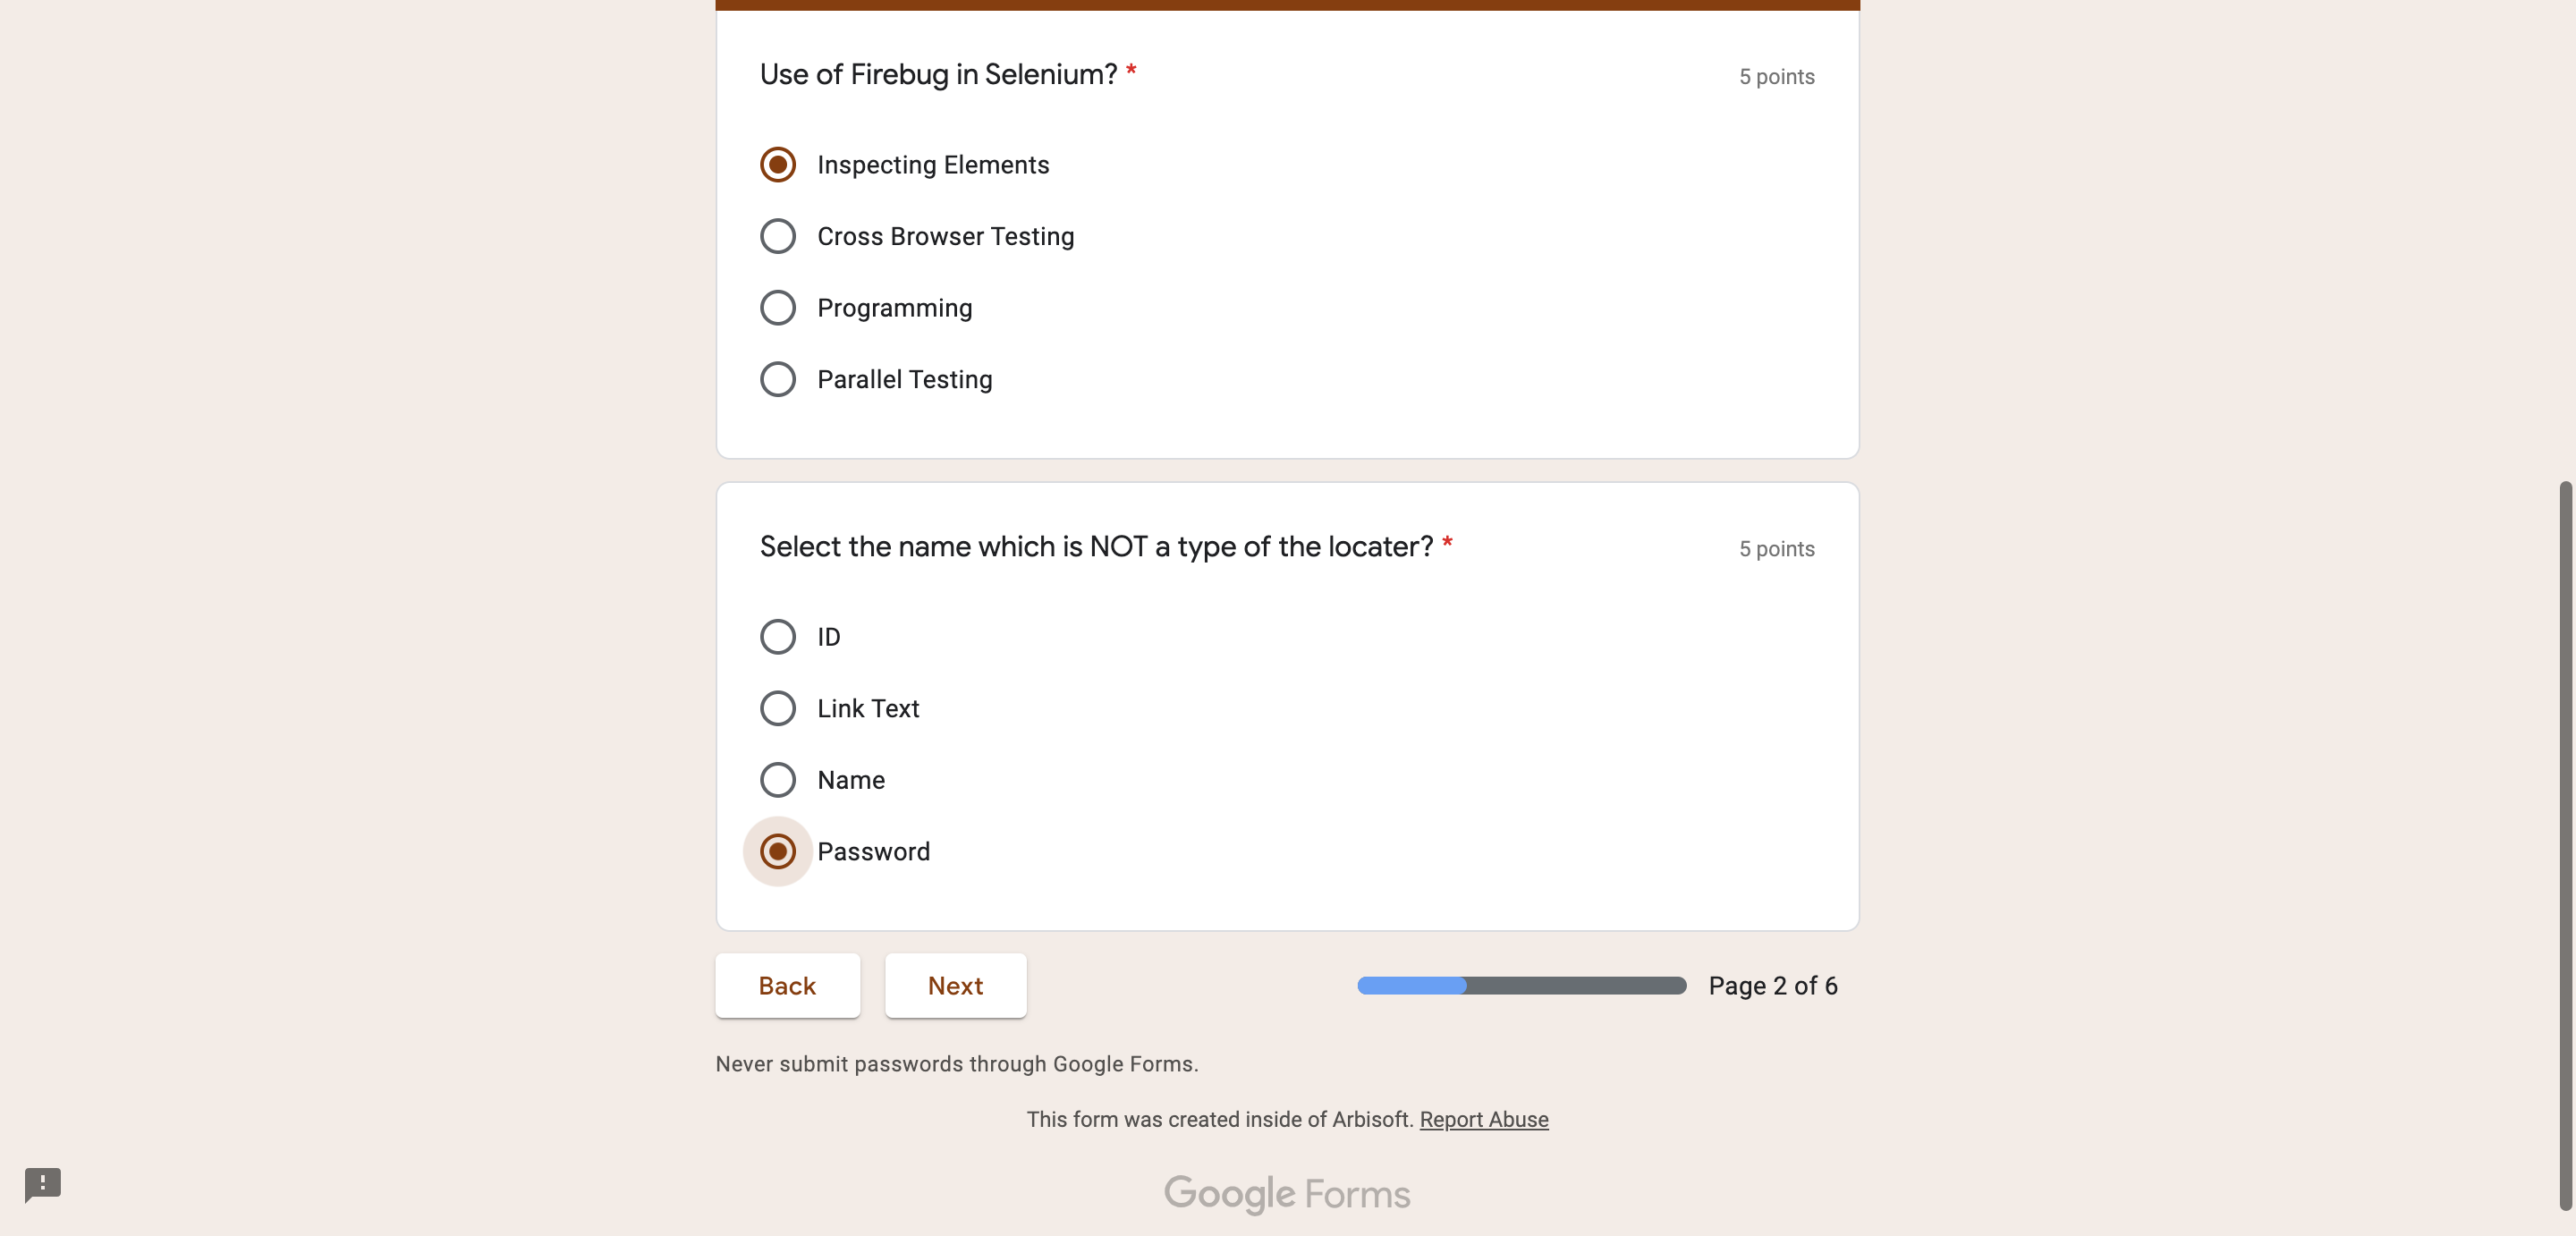 Use of Firebug in Selenium? *
5 points
Inspecting Elements
Cross Browser Testing
Programming
Parallel Testing
Select the name which is NOT a type of the locater? *
5 points
ID
Link Text
Name
Password
Back
Next
Page 2 of 6
Never submit passwords through Google Forms.
This form was created inside of Arbisoft. Report Abuse
Google Forms